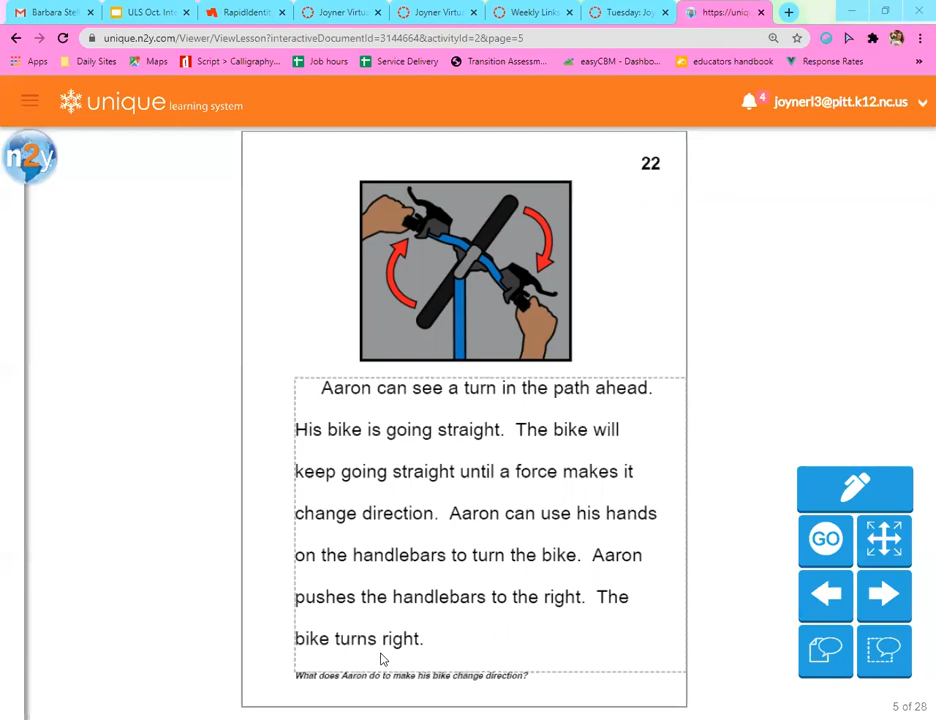 Barbara Stel
ULS Oct. Inte
RapidIdentit
Joyner Virtu
Joyner Virtu
Weekly Links
Tuesday: Joy
https://uniq
unique.n2y.com/Viewer/ViewLesson?interactiveDocumentId=3144664&activityId=2&page=5
Apps
Daily Sites
Maps
Script > Calligraphy...
Job hours
Service Delivery
Transition Assessm...
easyCBM - Dashbo...
educators handbook
Response Rates
»
unique learning system
4
joynerl3@pitt.k12.nc.us
n2y
22
Aaron can see a turn in the path ahead.
His bike is going straight. The bike will
keep going straight until a force makes it
change direction. Aaron can use his hands
on the handlebars to turn the bike. Aaron
pushes the handlebars to the right. The
bike turns right.
What does Aaron do to make his bike change direction?
GO
5 of 28